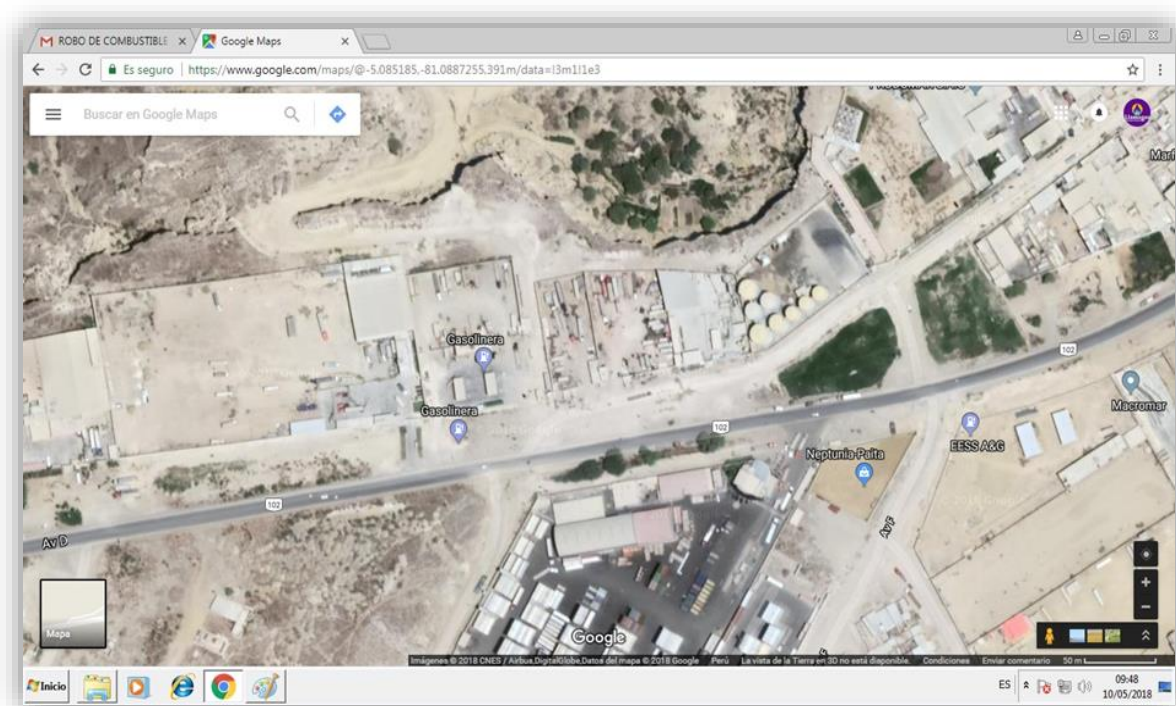 ROBO DE COMBUSTIBLE
Google Maps
Es seguro
https://www.google.com/maps/@-5.085185,-81.0887255,391m/data=!3m1!1e3
Buscar en Google Maps
Marf
Gasolinera
Gasolinera
102
102
102
Macromar
EESS A&G
Neptunia-Paita
Av D
Av F
Mapa
Google
Imágenes © 2018 CNES / Airbus,DigitalGlobe,Datos del mapa © 2018 Google Perú La vista de la Tierra en 3D no está disponible. Condiciones Enviar comentario 50 m
Inicio
ES
09:48
10/05/2018